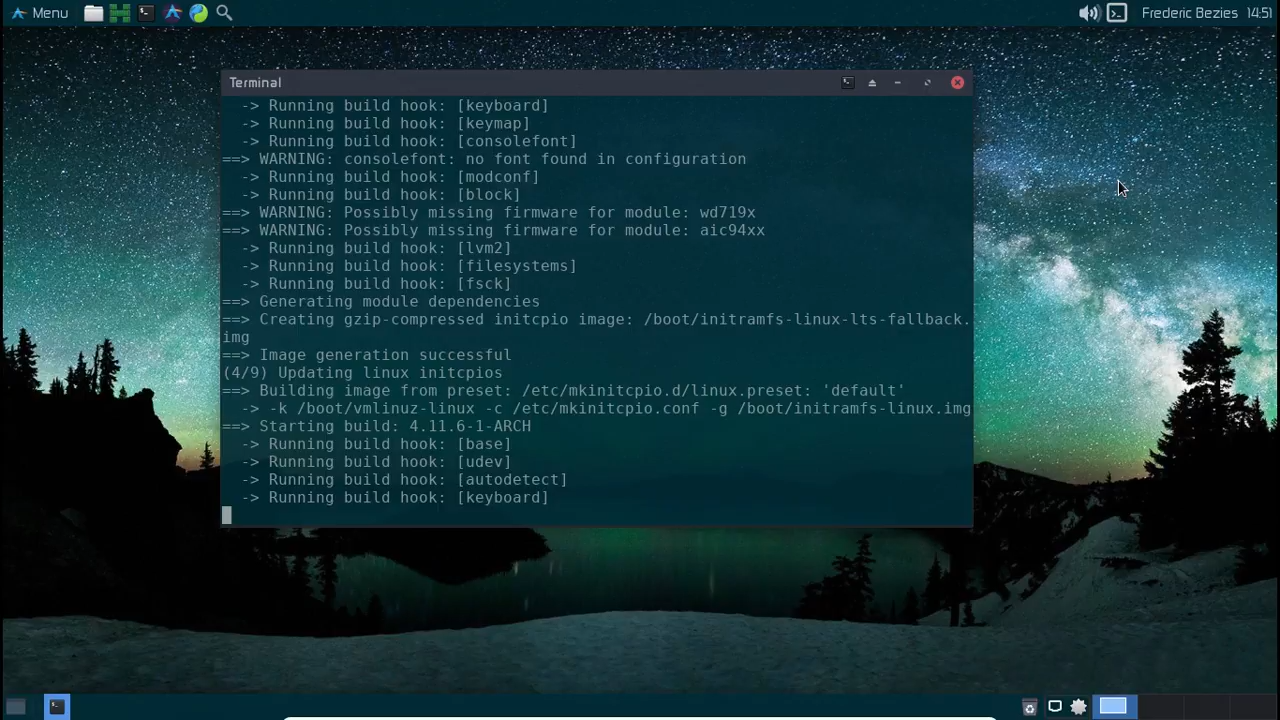 Menu
Frederic Bezies 14:51
Terminal
-> Running build hook: [keyboard]
-> Running build hook: [keymap]
-> Running build hook: [consolefont]
==> WARNING: consolefont: no font found in configuration
-> Running build hook: [modconf]
-> Running build hook: [block]
==> WARNING: Possibly missing firmware for module: wd719x
==> WARNING: Possibly missing firmware for module: aic94xx
-> Running build hook: [lvm2]
-> Running build hook: [filesystems]
-> Running build hook: [fsck]
==> Generating module dependencies
==> Creating gzip-compressed initcpio image: /boot/initramfs-linux-lts-fallback.
img
==> Image generation successful
(4/9) Updating linux initcpios
==> Building image from preset: /etc/mkinitcpio.d/linux.preset: 'default'
-> -k /boot/vmlinuz-linux -c /etc/mkinitcpio.conf -g /boot/initramfs-linux.img
==> Starting build: 4.11.6-1-ARCH
-> Running build hook: [base]
-> Running build hook: [udev]
-> Running build hook: [autodetect]
-> Running build hook: [keyboard]